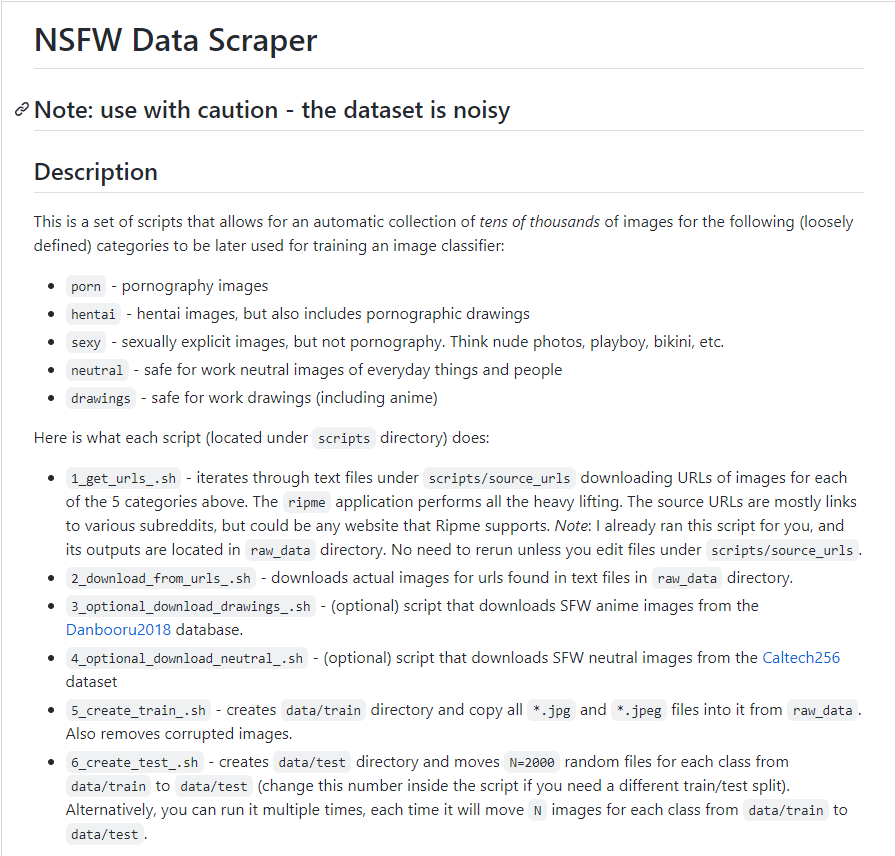 NSFW Data Scraper
Note: use with caution - the dataset is noisy
Description
This is a set of scripts that allows for an automatic collection of tens of thousands of images for the following (loosely
defined) categories to be later used for training an image classifier:
porn - pornography images
hentai - hentai images, but also includes pornographic drawings
sexy - sexually explicit images, but not pornography. Think nude photos, playboy, bikini, etc.
neutral - safe for work neutral images of everyday things and people
drawings - safe for work drawings (including anime)
Here is what each script (located under scripts directory) does:
1_get_urls_.sh - iterates through text files under scripts/source_urls downloading URLs of images for each
of the 5 categories above. The ripme application performs all the heavy lifting. The source URLs are mostly links
to various subreddits, but could be any website that Ripme supports. Note: I already ran this script for you, and
its outputs are located in raw_data directory. No need to rerun unless you edit files under scripts/source_urls.
2_download_from_urls_.sh - downloads actual images for urls found in text files in raw_data directory.
3_optional_download_drawings_.sh - (optional) script that downloads SFW anime images from the
Danbooru2018 database.
4_optional_download_neutral_.sh - (optional) script that downloads SFW neutral images from the Caltech256
dataset
5_create_train_.sh - creates data/train directory and copy all *.jpg and *.jpeg files into it from raw_data.
Also removes corrupted images.
6_create_test_.sh - creates data/test directory and moves N=2000 random files for each class from
data/train to data/test (change this number inside the script if you need a different train/test split).
Alternatively, you can run it multiple times, each time it will move N images for each class from data/train to
data/test.